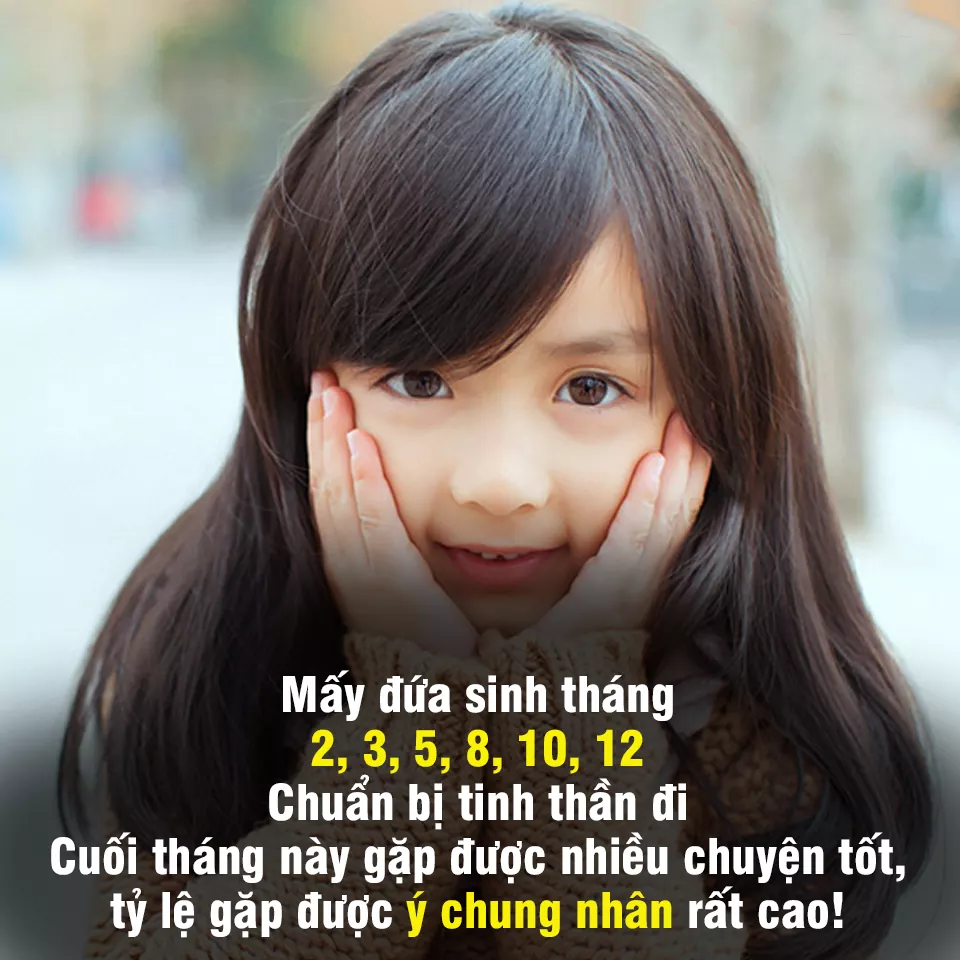 Mấy đứa sinh tháng
2, 3, 5, 8, 10, 12
Chuẩn bị tinh thần đi
Cuối tháng này gặp được nhiều chuyện tốt,
tỷ lệ gặp được ý chung nhân rất cao!